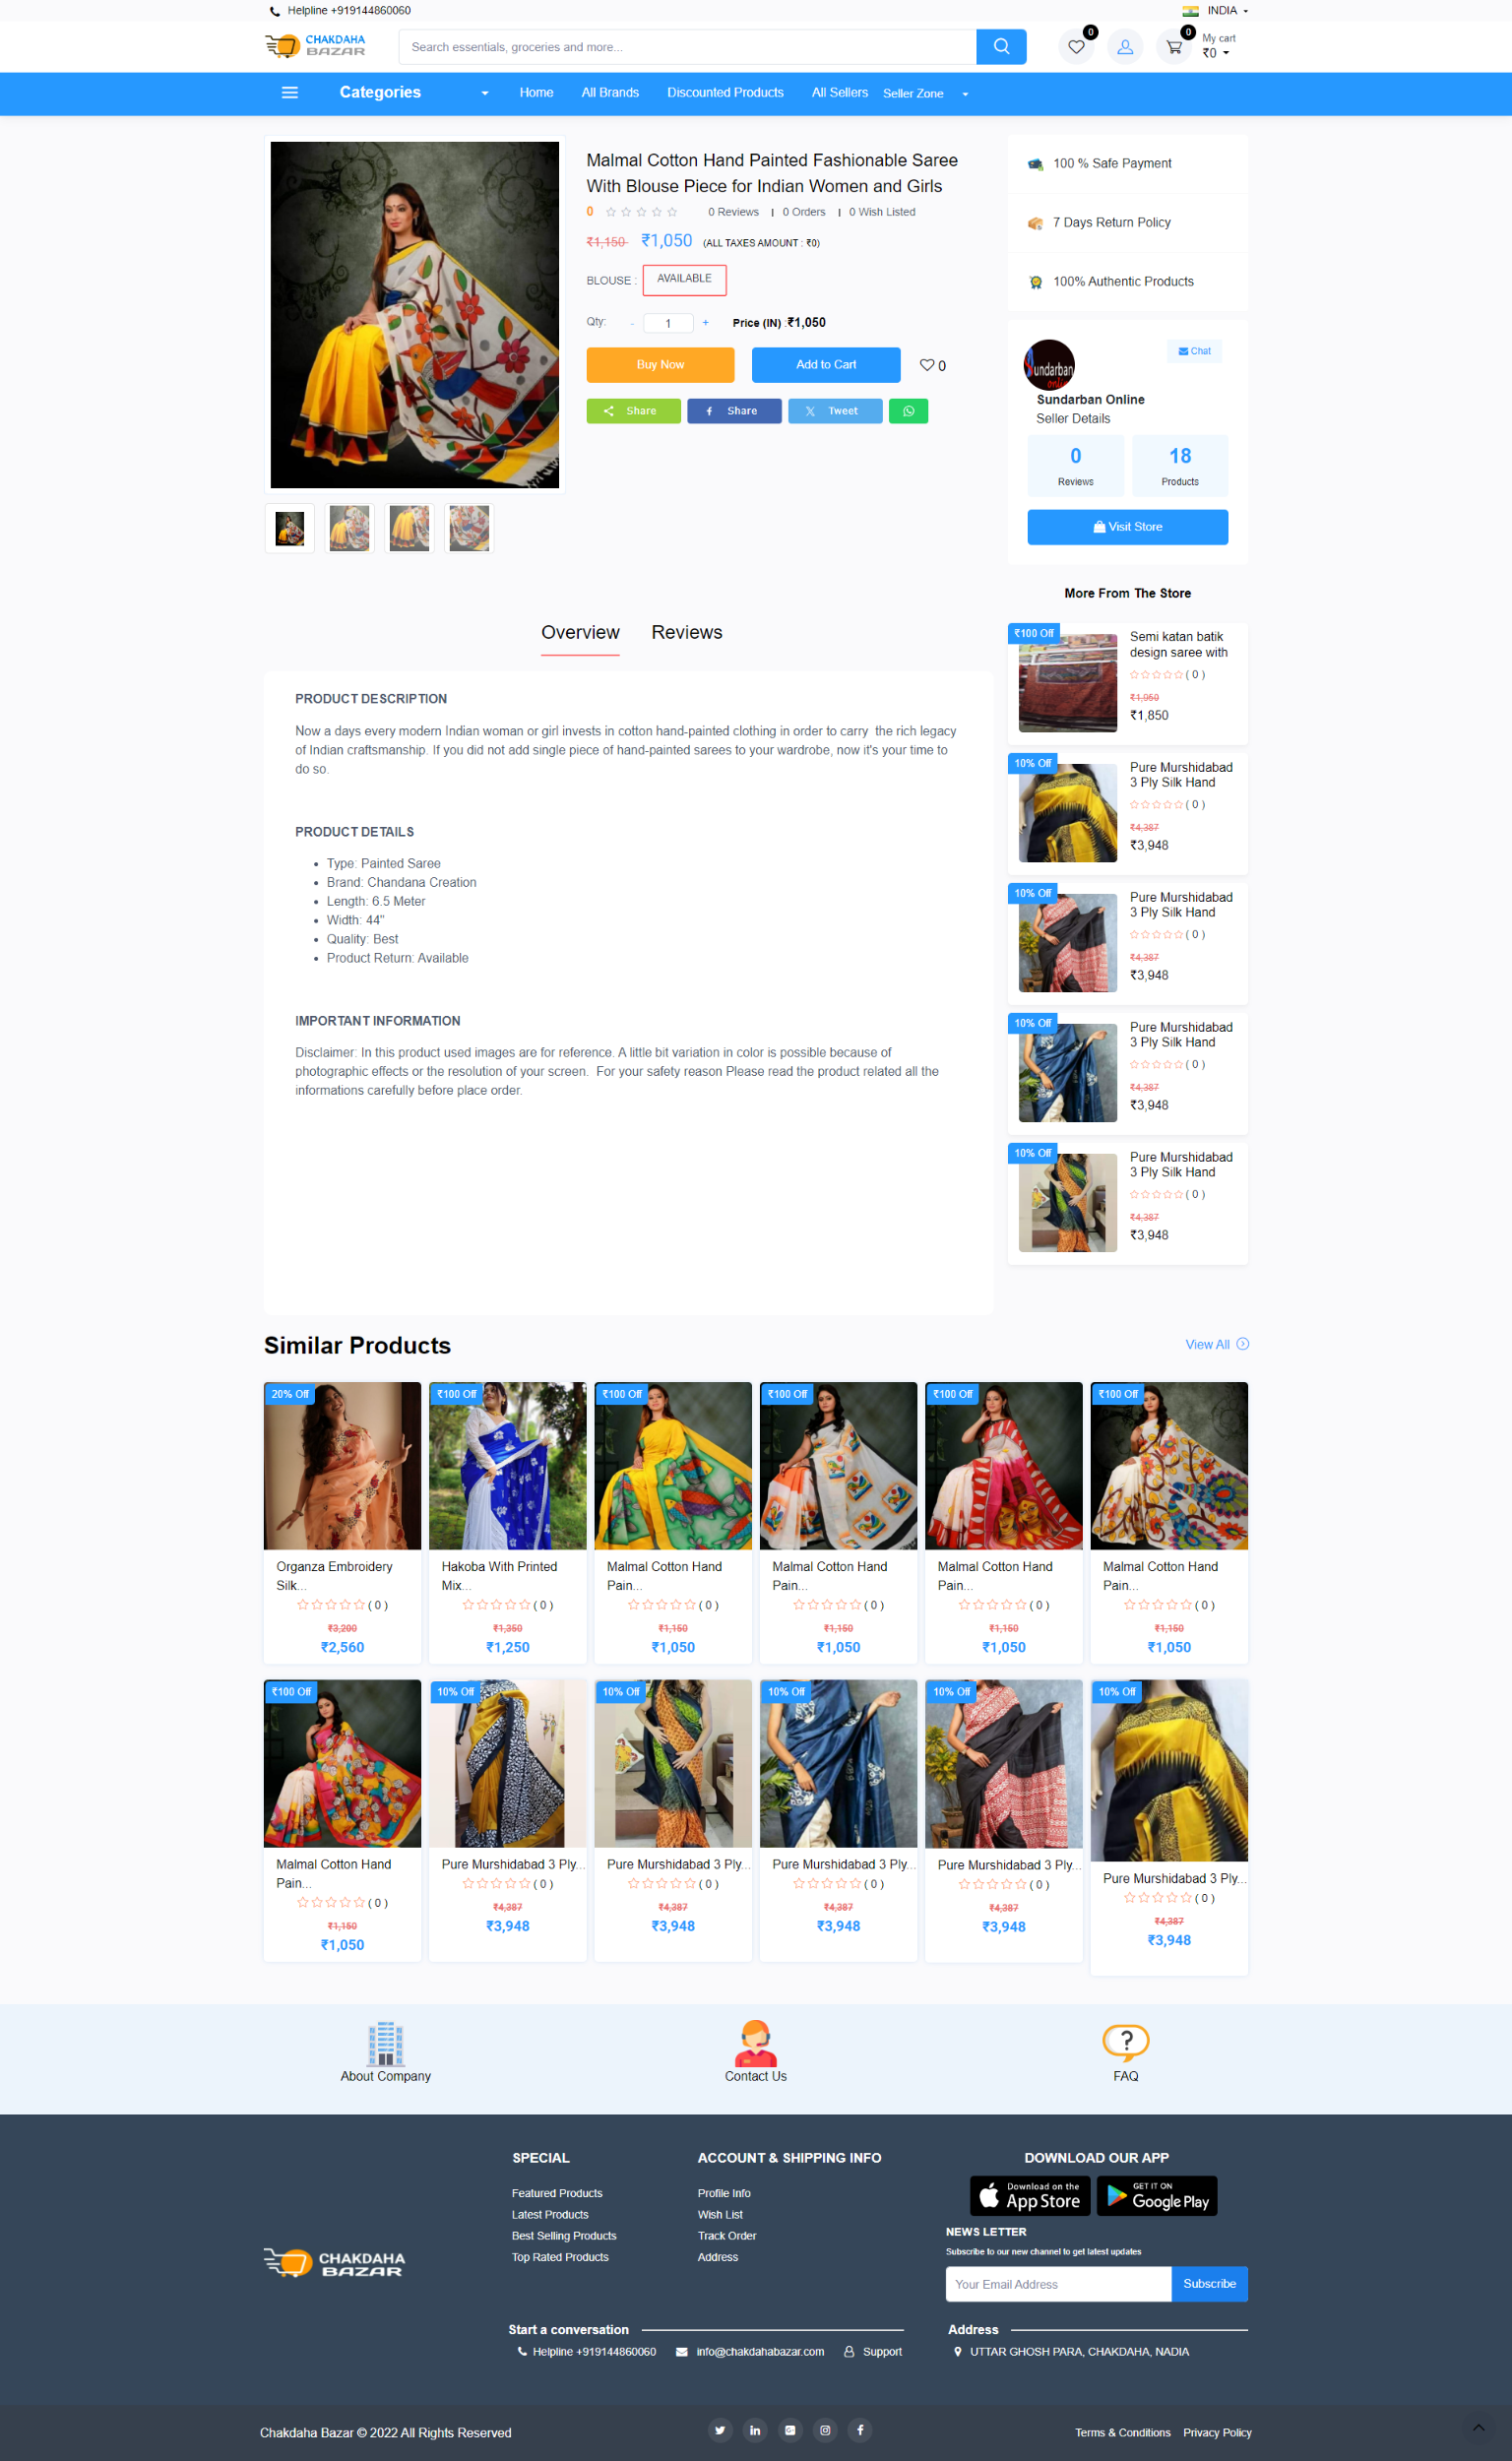 Helpline +919144860060
INDIA
CHAKDAHA
BAZAR
Search essentials, groceries and more...
0
0
My cart
₹0
Categories
Home
All Brands
Discounted Products
All Sellers
Seller Zone
Malmal Cotton Hand Painted Fashionable Saree
With Blouse Piece for Indian Women and Girls
0
0 Reviews | 0 Orders | 0 Wish Listed
₹1,150 ₹1,050 (ALL TAXES AMOUNT : ₹0)
BLOUSE : AVAILABLE
Qty: - 1 + Price (IN) :₹1,050
Buy Now
Add to Cart
0
Share
Share
Tweet
100 % Safe Payment
7 Days Return Policy
100% Authentic Products
Sundarban
online
Chat
Sundarban Online
Seller Details
0
Reviews
18
Products
Visit Store
More From The Store
₹100 Off
Semi katan batik
design saree with
( 0 )
₹1,950
₹1,850
10% Off
Pure Murshidabad
3 Ply Silk Hand
( 0 )
₹4,387
₹3,948
10% Off
Pure Murshidabad
3 Ply Silk Hand
( 0 )
₹4,387
₹3,948
10% Off
Pure Murshidabad
3 Ply Silk Hand
( 0 )
₹4,387
₹3,948
10% Off
Pure Murshidabad
3 Ply Silk Hand
( 0 )
₹4,387
₹3,948
Overview
Reviews
PRODUCT DESCRIPTION
Now a days every modern Indian woman or girl invests in cotton hand-painted clothing in order to carry  the rich legacy
of Indian craftsmanship. If you did not add single piece of hand-painted sarees to your wardrobe, now it's your time to
do so.
PRODUCT DETAILS
• Type: Painted Saree
• Brand: Chandana Creation
• Length: 6.5 Meter
• Width: 44"
• Quality: Best
• Product Return: Available
IMPORTANT INFORMATION
Disclaimer: In this product used images are for reference. A little bit variation in color is possible because of
photographic effects or the resolution of your screen.  For your safety reason Please read the product related all the
informations carefully before place order.
Similar Products
View All
20% Off
Organza Embroidery
Silk...
( 0 )
₹3,200
₹2,560
₹100 Off
Hakoba With Printed
Mix...
( 0 )
₹1,350
₹1,250
₹100 Off
Malmal Cotton Hand
Pain...
( 0 )
₹1,150
₹1,050
₹100 Off
Malmal Cotton Hand
Pain...
( 0 )
₹1,150
₹1,050
₹100 Off
Malmal Cotton Hand
Pain...
( 0 )
₹1,150
₹1,050
₹100 Off
Malmal Cotton Hand
Pain...
( 0 )
₹1,150
₹1,050
₹100 Off
Malmal Cotton Hand
Pain...
( 0 )
₹1,150
₹1,050
10% Off
Pure Murshidabad 3 Ply...
( 0 )
₹4,387
₹3,948
10% Off
Pure Murshidabad 3 Ply...
( 0 )
₹4,387
₹3,948
10% Off
Pure Murshidabad 3 Ply...
( 0 )
₹4,387
₹3,948
10% Off
Pure Murshidabad 3 Ply...
( 0 )
₹4,387
₹3,948
10% Off
Pure Murshidabad 3 Ply...
( 0 )
₹4,387
₹3,948
About Company
Contact Us
?
FAQ
CHAKDAHA
BAZAR
SPECIAL
Featured Products
Latest Products
Best Selling Products
Top Rated Products
ACCOUNT & SHIPPING INFO
Profile Info
Wish List
Track Order
Address
DOWNLOAD OUR APP
Download on the
App Store
GET IT ON
Google Play
NEWS LETTER
Subscribe to our new channel to get latest updates
Your Email Address
Subscribe
Start a conversation
Helpline +919144860060
info@chakdahabazar.com
Support
Address
UTTAR GHOSH PARA, CHAKDAHA, NADIA
Chakdaha Bazar © 2022 All Rights Reserved
Terms & Conditions
Privacy Policy